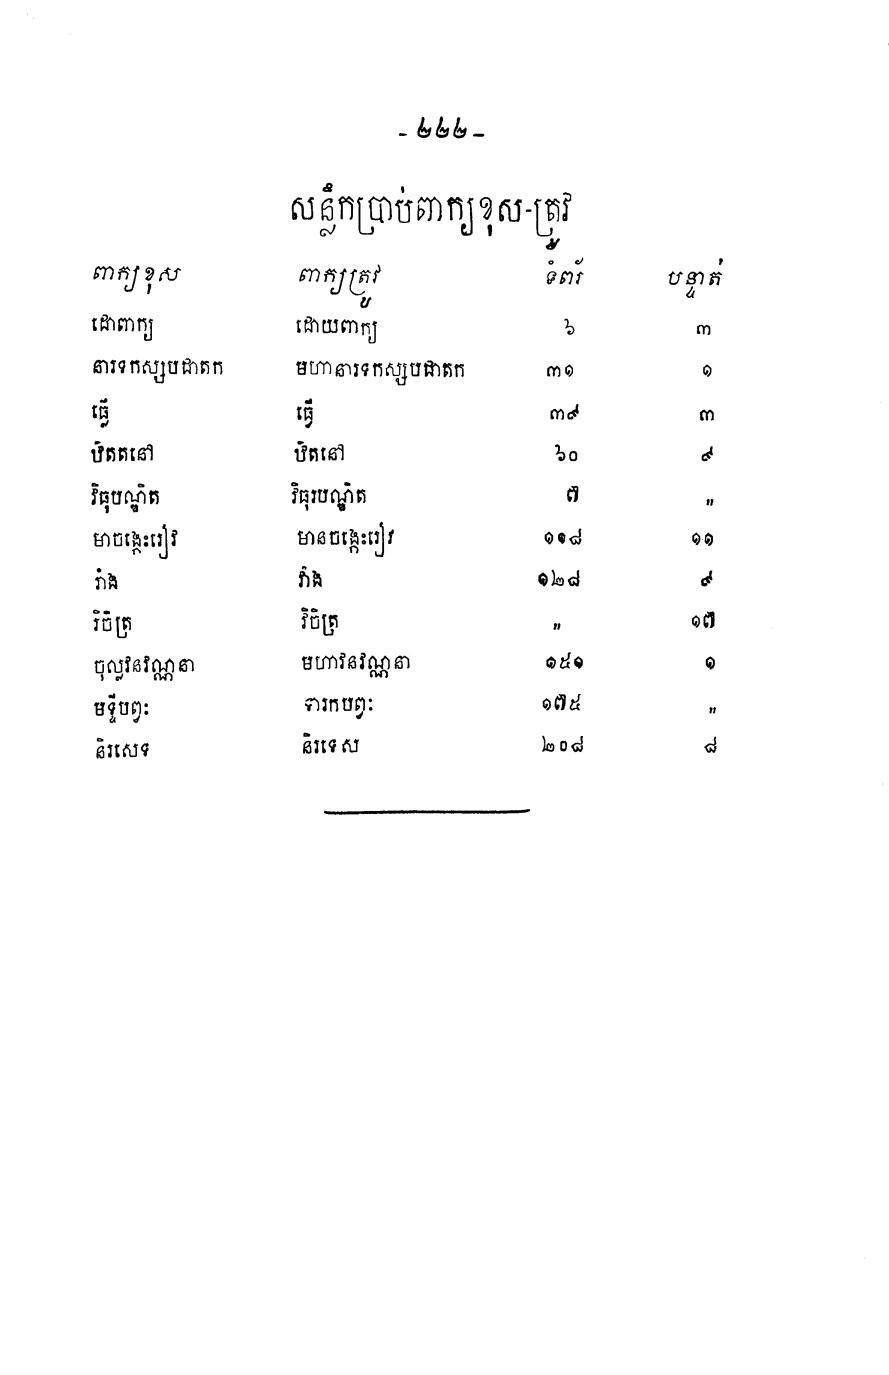 - ២២២ -
សន្លឹកប្រាប់ពាក្យខុស-ត្រូវ
ពាក្យខុស ពាក្យត្រូវ ទំពរ័ បន្ទាត់
ដោពាក្យ ដោយពាក្យ ៦ ៣
នារទកស្សបជាតក មហានារទកស្សបជាតក ៣១ ១
ធ្លើ ធ្វើ ៣៩ ៣
ឋិតតនៅ ឋិតនៅ ៦០ ៩
វិធុបណ្ឌិត វិធុរបណ្ឌិត ៧ "
មាចង្កេះរៀវ មានចង្កេះរៀវ ១១៨ ១១
រាំង វាំង ១២៨ ៩
រិចិត្រ វិចិត្រ " ១៧
ចុល្លវនវណ្ណនា មហាវនវណ្ណនា ១៥១ ១
មទ្ទីបព្វះ ទារកបព្វះ ១៧៥ "
និរសេទ និរទេស ២០៨ ៨